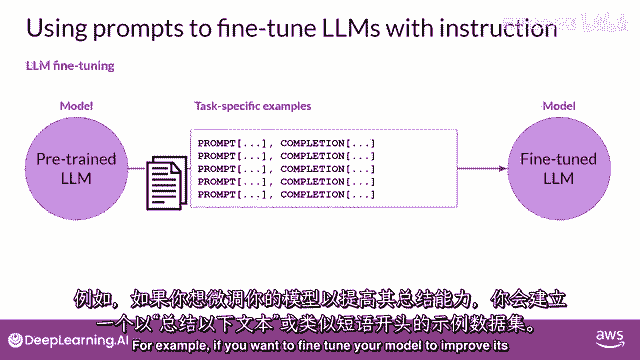 Using prompts to fine-tune LLMs with instruction
LLM fine-tuning
Model
Task-specific examples
Model
Pre-trained
LLM
PROMPT[...], COMPLETION[...]
PROMPT[...], COMPLETION[...]
PROMPT[...], COMPLETION[...]
PROMPT[...], COMPLETION[...]
PROMPT[...], COMPLETION[...]
Fine-tuned
LLM
例如，如果你想微调你的模型以提高其总结能力，你会建立
一个以“总结以下文本”或类似短语开头的示例数据集。
For example, if you want to fine tune your model to improve its
DeepLearning.AI
aws